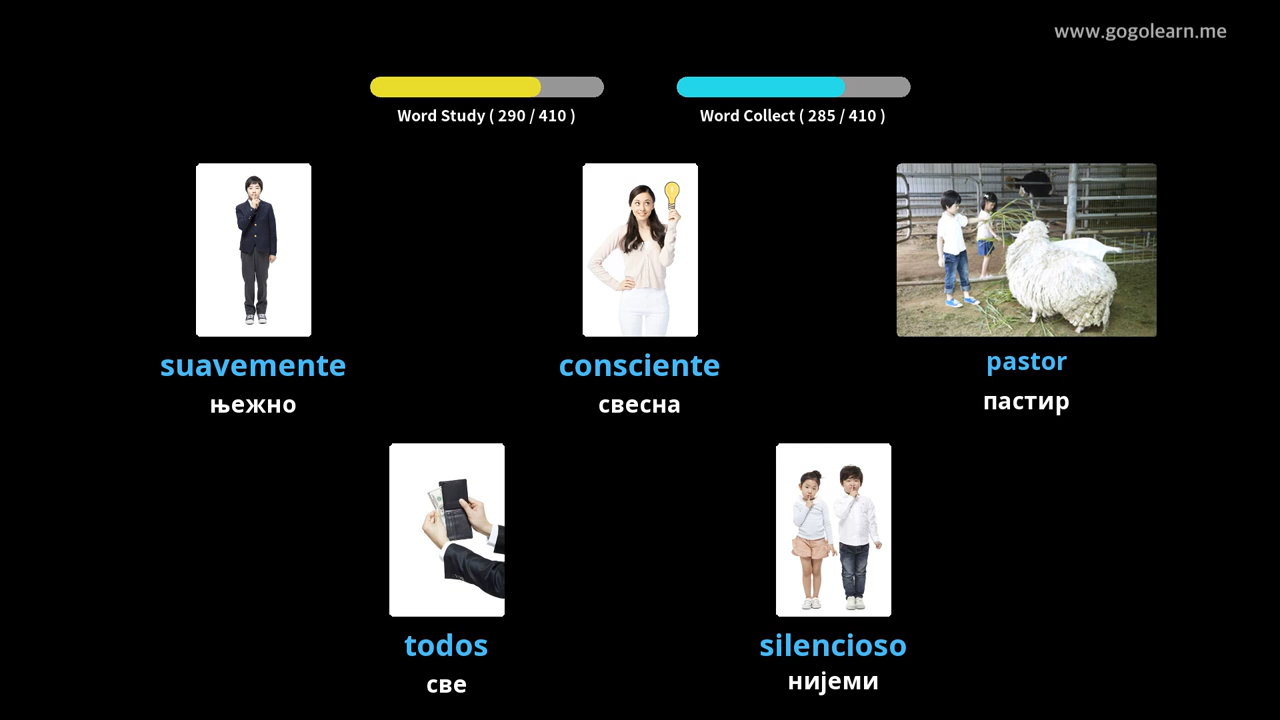 www.gogolearn.me
Word Study ( 290 / 410 )
Word Collect ( 285 / 410 )
suavemente
њежно
consciente
свесна
pastor
пастир
todos
све
silencioso
нијеми